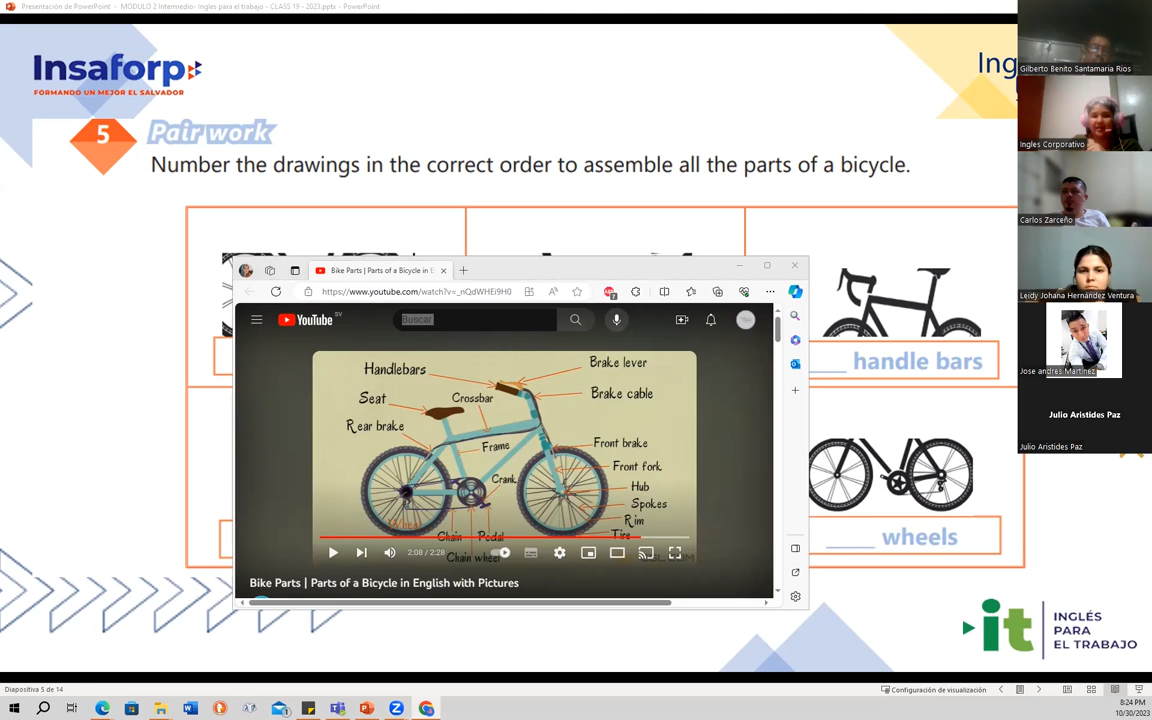 Presentación de PowerPoint - MODULO 2 Intermedio- Ingles para el trabajo - CLASS 19 - 2023.pptx - PowerPoint
Insaforp
FORMANDO UN MEJOR EL SALVADOR
Ing
5
Pair work
Number the drawings in the correct order to assemble all the parts of a bicycle.
Gilberto Benito Santamaria Rios
Ingles Corporativo
Carlos Zarceño
Leidy Johana Hernández Ventura
Jose andres Martinez
Julio Aristides Paz
Julio Aristides Paz
Bike Parts | Parts of a Bicycle in E
https://www.youtube.com/watch?v=_nQdWHEi9H0
YouTube SV
Buscar
Handlebars
Brake lever
Seat
Crossbar
Brake cable
Rear brake
Frame
Front brake
Front fork
Crank
Hub
Spokes
Rim
Tire
Chain
Pedal
Chain wheel
2:08 / 2:28
Bike Parts | Parts of a Bicycle in English with Pictures
____ handle bars
____ wheels
it
INGLÉS
PARA
EL TRABAJO
Diapositiva 5 de 14
Configuración de visualización
8:24 PM
10/30/2023